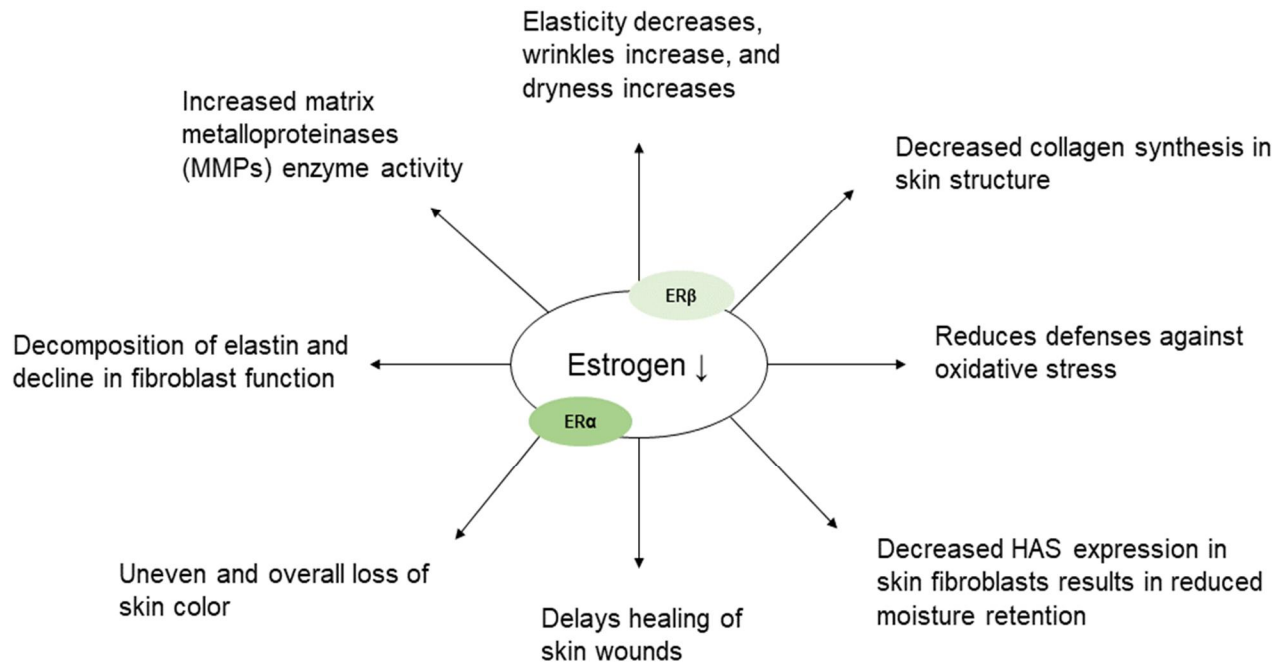 Elasticity decreases,
wrinkles increase, and
dryness increases
Increased matrix
metalloproteinases
(MMPs) enzyme activity
Decreased collagen synthesis in
skin structure
ERβ
Decomposition of elastin and
decline in fibroblast function
Estrogen ↓
Reduces defenses against
oxidative stress
ERα
Uneven and overall loss of
skin color
Delays healing of
skin wounds
Decreased HAS expression in
skin fibroblasts results in reduced
moisture retention